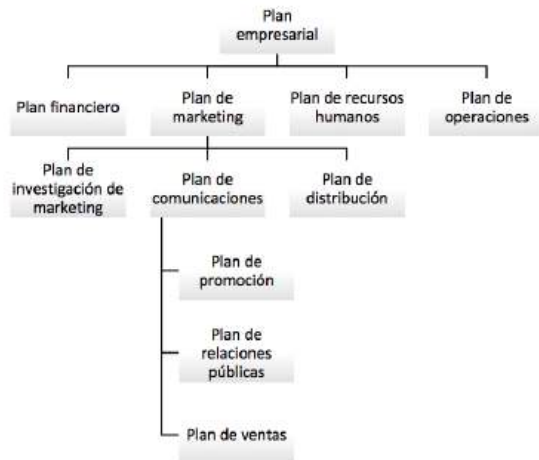 Plan
empresarial
Plan financiero
Plan de
marketing
Plan de recursos
humanos
Plan de
operaciones
Plan de
investigación de
marketing
Plan de
comunicaciones
Plan de
distribución
Plan de
promoción
Plan de
relaciones
públicas
Plan de ventas